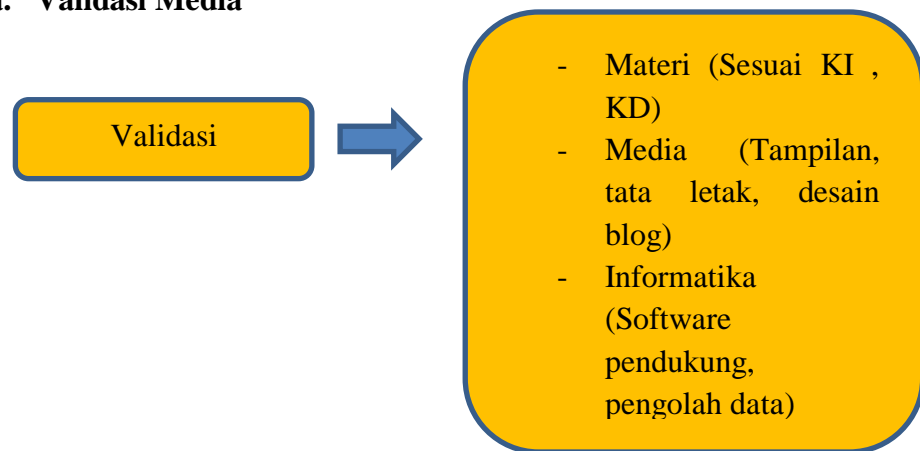 Validasi Media
Validasi
- Materi (Sesuai KI ,
KD)
- Media (Tampilan,
tata letak, desain
blog)
- Informatika
(Software
pendukung,
pengolah data)